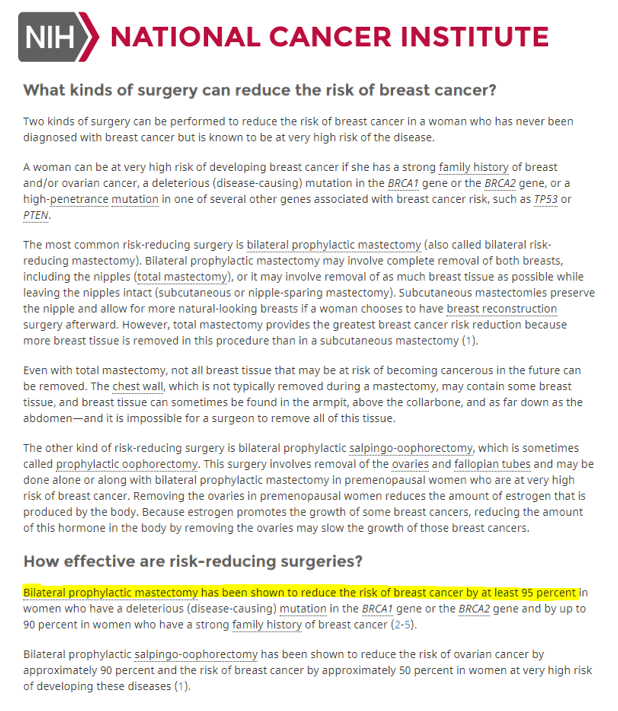 NIH NATIONAL CANCER INSTITUTE
What kinds of surgery can reduce the risk of breast cancer?
Two kinds of surgery can be performed to reduce the risk of breast cancer in a woman who has never been
diagnosed with breast cancer but is known to be at very high risk of the disease.
A woman can be at very high risk of developing breast cancer if she has a strong family history of breast
and/or ovarian cancer, a deleterious (disease-causing) mutation in the BRCA1 gene or the BRCA2 gene, or a
high-penetrance mutation in one of several other genes associated with breast cancer risk, such as TP53 or
PTEN.
The most common risk-reducing surgery is bilateral prophylactic mastectomy (also called bilateral risk-
reducing mastectomy). Bilateral prophylactic mastectomy may involve complete removal of both breasts,
including the nipples (total mastectomy), or it may involve removal of as much breast tissue as possible while
leaving the nipples intact (subcutaneous or nipple-sparing mastectomy). Subcutaneous mastectomies preserve
the nipple and allow for more natural-looking breasts if a woman chooses to have breast reconstruction
surgery afterward. However, total mastectomy provides the greatest breast cancer risk reduction because
more breast tissue is removed in this procedure than in a subcutaneous mastectomy (1).
Even with total mastectomy, not all breast tissue that may be at risk of becoming cancerous in the future can
be removed. The chest wall, which is not typically removed during a mastectomy, may contain some breast
tissue, and breast tissue can sometimes be found in the armpit, above the collarbone, and as far down as the
abdomen—and it is impossible for a surgeon to remove all of this tissue.
The other kind of risk-reducing surgery is bilateral prophylactic salpingo-oophorectomy, which is sometimes
called prophylactic oophorectomy. This surgery involves removal of the ovaries and fallopian tubes and may be
done alone or along with bilateral prophylactic mastectomy in premenopausal women who are at very high
risk of breast cancer. Removing the ovaries in premenopausal women reduces the amount of estrogen that is
produced by the body. Because estrogen promotes the growth of some breast cancers, reducing the amount
of this hormone in the body by removing the ovaries may slow the growth of those breast cancers.
How effective are risk-reducing surgeries?
Bilateral prophylactic mastectomy has been shown to reduce the risk of breast cancer by at least 95 percent in
women who have a deleterious (disease-causing) mutation in the BRCA1 gene or the BRCA2 gene and by up to
90 percent in women who have a strong family history of breast cancer (2-5).
Bilateral prophylactic salpingo-oophorectomy has been shown to reduce the risk of ovarian cancer by
approximately 90 percent and the risk of breast cancer by approximately 50 percent in women at very high risk
of developing these diseases (1).